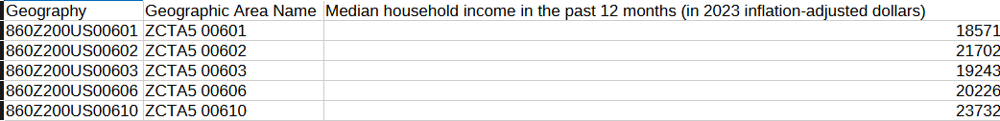 Geography Geographic Area Name Median household income in the past 12 months (in 2023 inflation-adjusted dollars)
860Z200US00601 ZCTA5 00601 18571
860Z200US00602 ZCTA5 00602 21702
860Z200US00603 ZCTA5 00603 19243
860Z200US00606 ZCTA5 00606 20226
860Z200US00610 ZCTA5 00610 23732